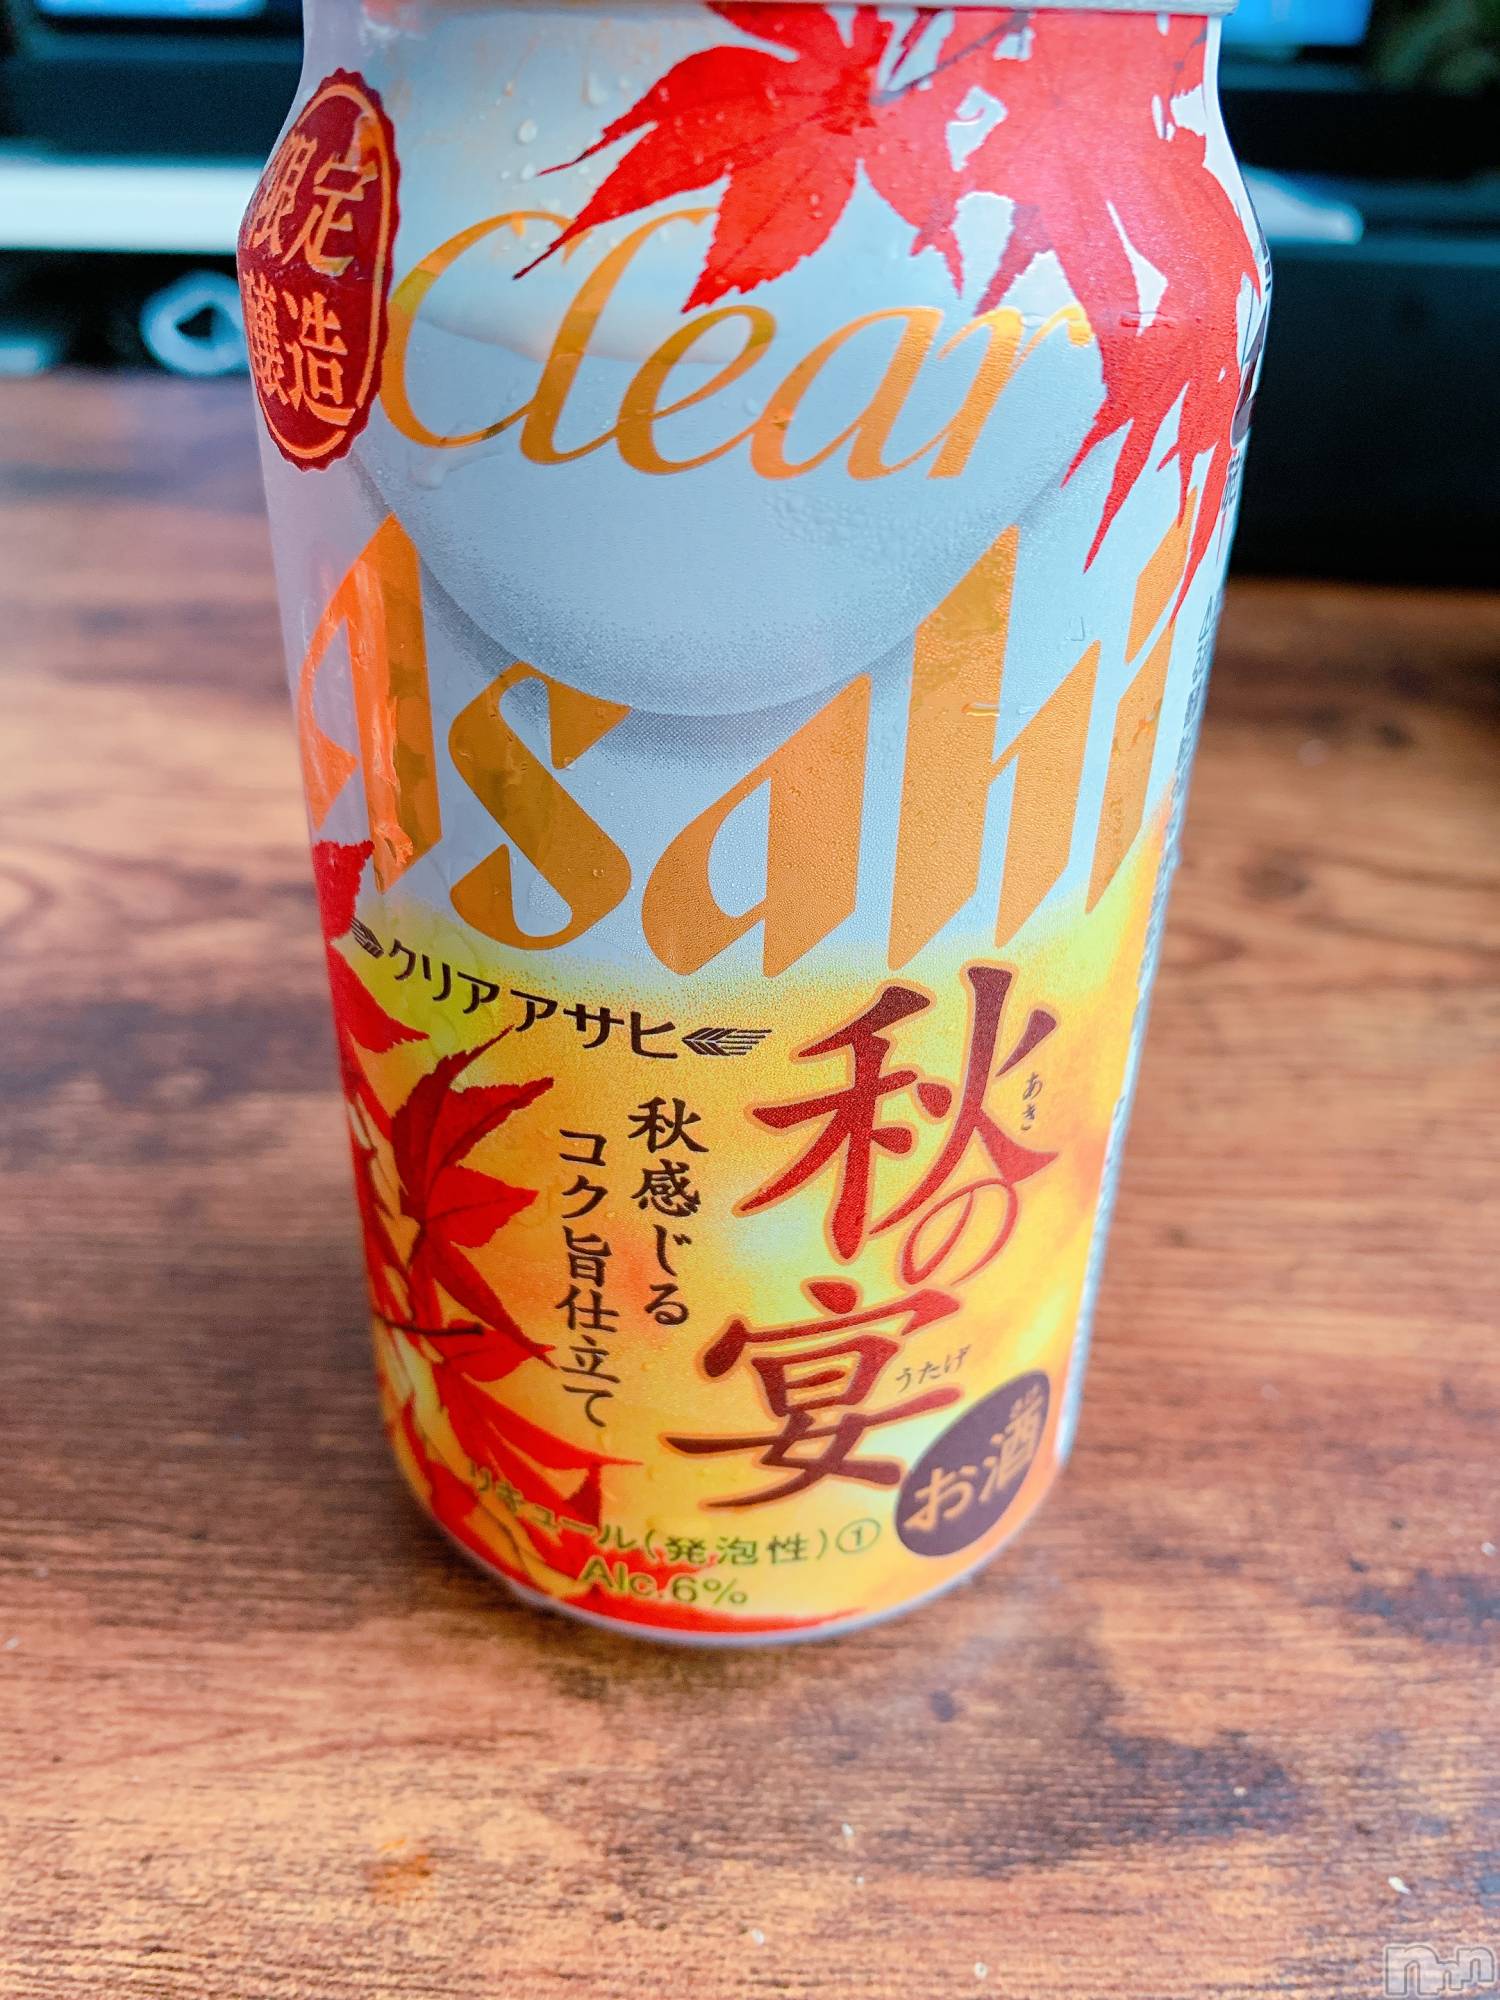 限定
醸造
Clear
Asahi
クリアアサヒ
秋の宴
あき
うたげ
秋感じる
コク旨仕立て
お酒
リキュール(発泡性)①
Alc.6%